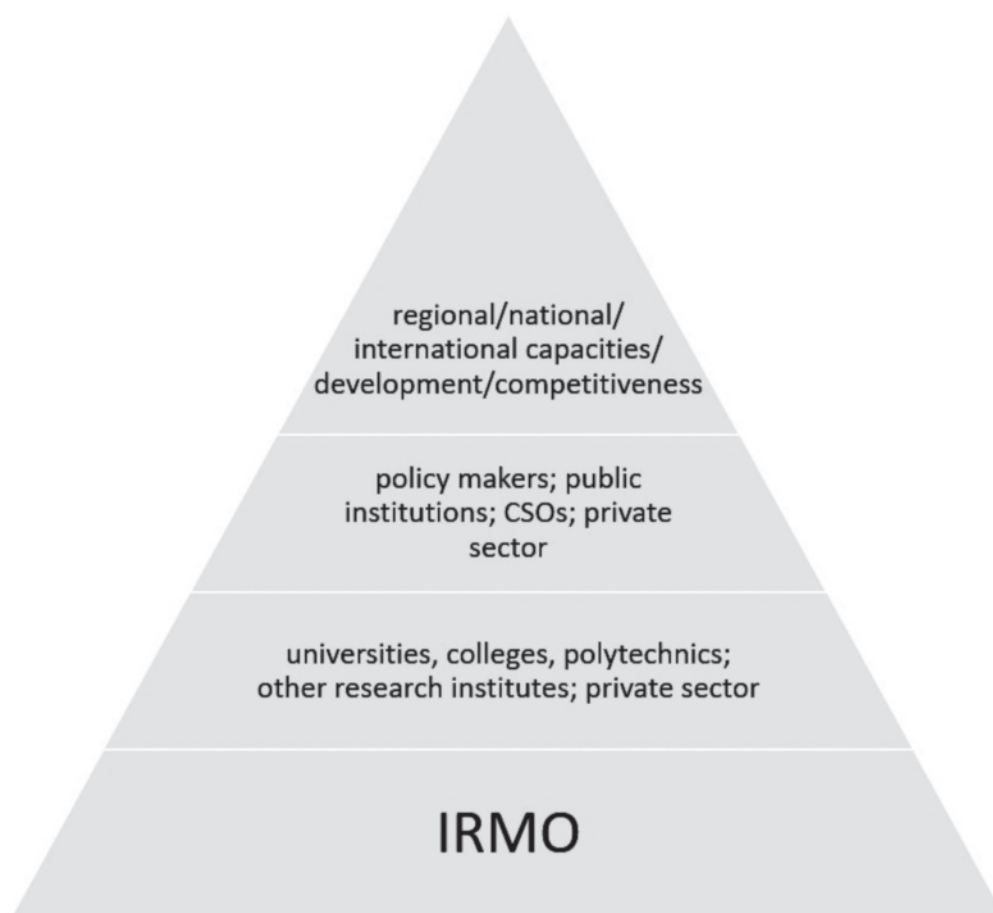 regional/national/
international capacities/
development/competitiveness
policy makers; public
institutions; CSOs; private
sector
universities, colleges, polytechnics;
other research institutes; private sector
IRMO